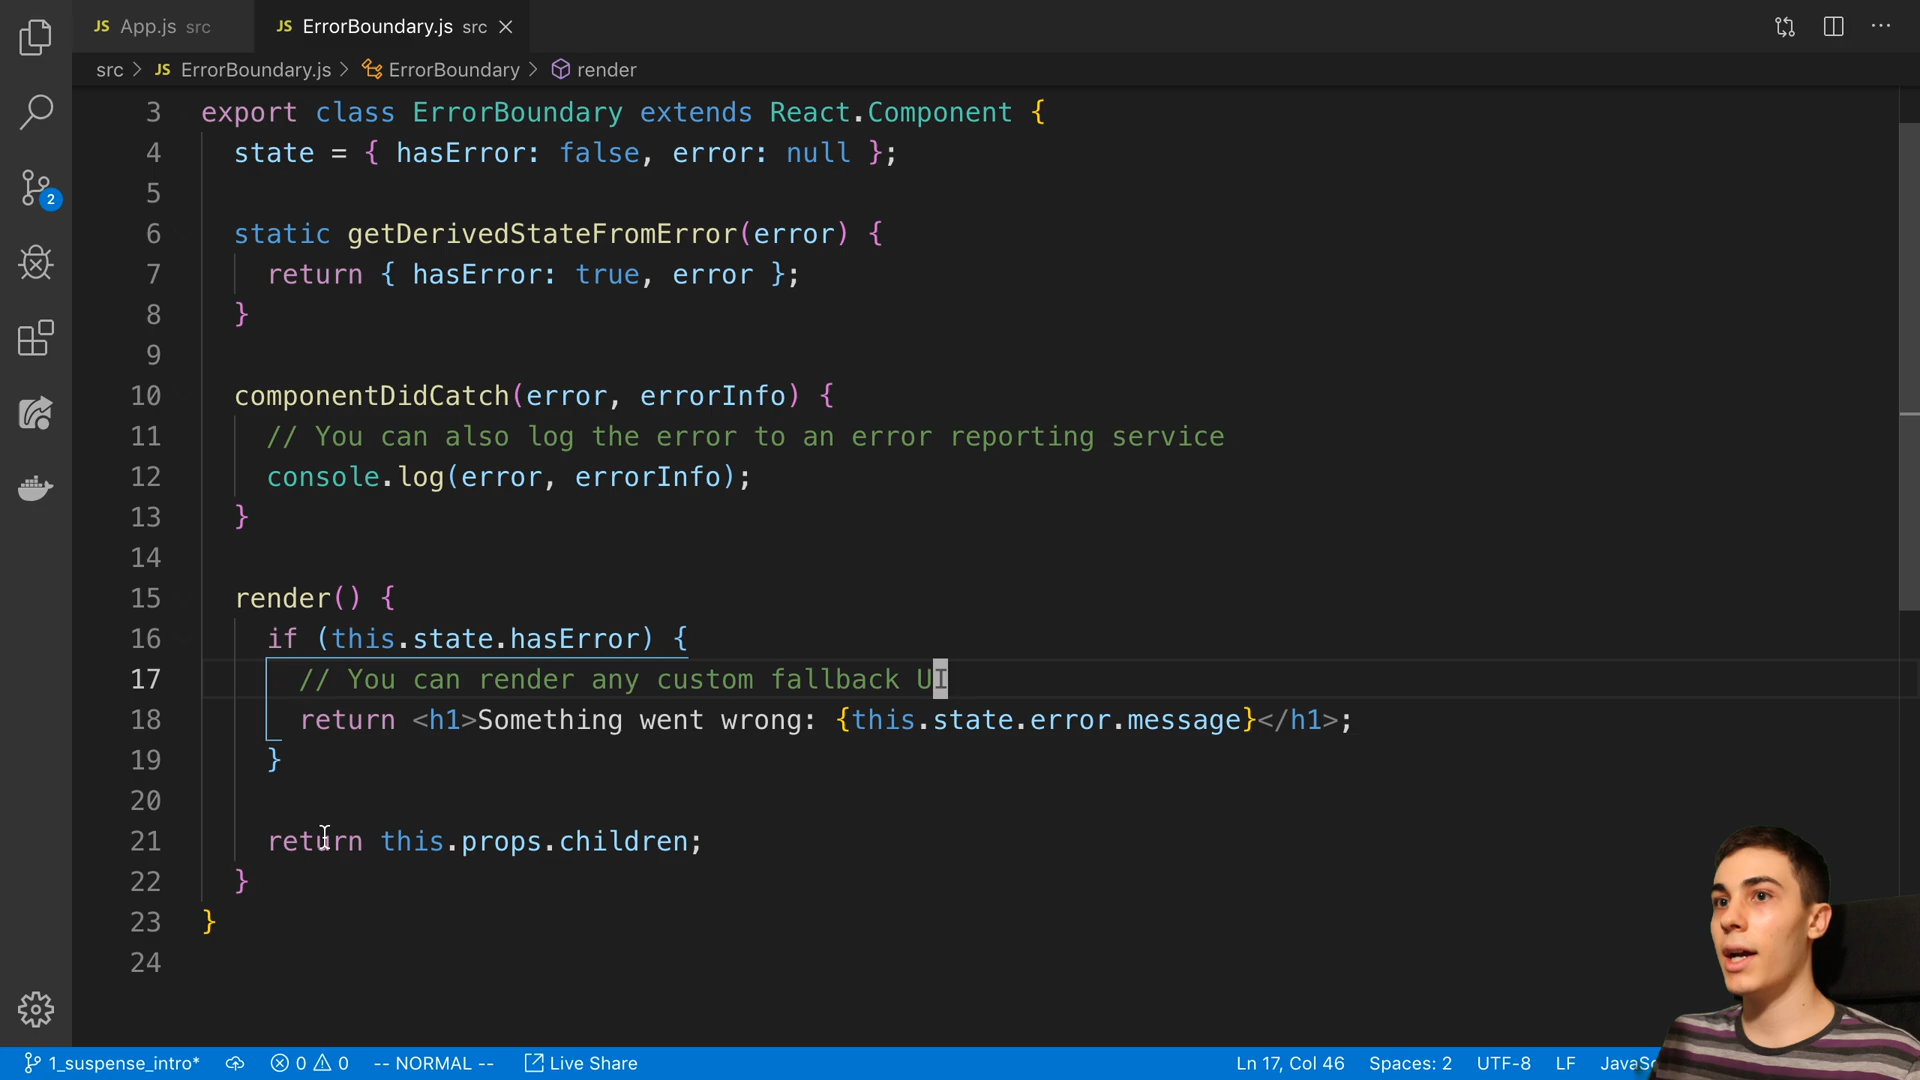 JS App.js src
JS ErrorBoundary.js src
src > JS ErrorBoundary.js > ErrorBoundary > render
3 export class ErrorBoundary extends React.Component {
4 state = { hasError: false, error: null };
5
6 static getDerivedStateFromError(error) {
7 return { hasError: true, error };
8 }
9
10 componentDidCatch(error, errorInfo) {
11 // You can also log the error to an error reporting service
12 console.log(error, errorInfo);
13 }
14
15 render() {
16 if (this.state.hasError) {
17 // You can render any custom fallback UI
18 return <h1>Something went wrong: {this.state.error.message}</h1>;
19 }
20
21 return this.props.children;
22 }
23 }
24
2
1_suspense_intro* 0 0 -- NORMAL -- Live Share Ln 17, Col 46 Spaces: 2 UTF-8 LF